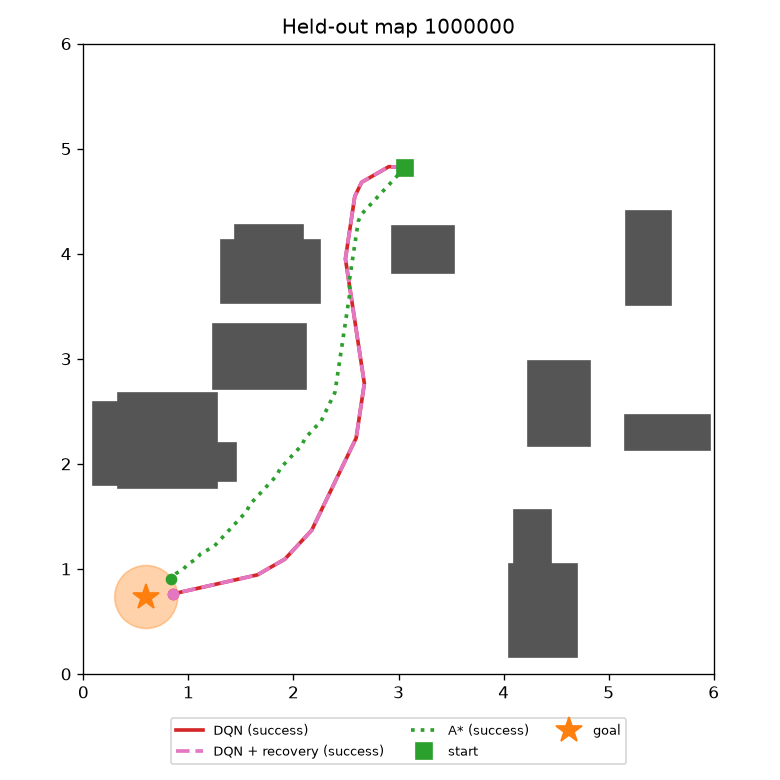 Held-out map 1000000
6
5
4
3
2
1
0
0 1 2 3 4 5 6
DQN (success) A* (success) goal
DQN + recovery (success) start